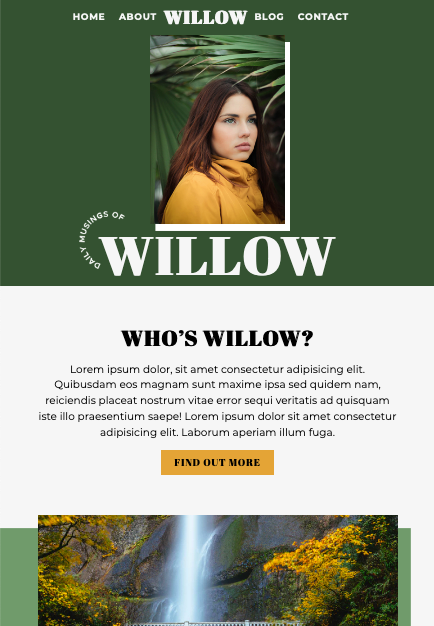 HOME ABOUT WILLOW BLOG CONTACT
DAILY MUSINGS OF
WILLOW
WHO'S WILLOW?
Lorem ipsum dolor, sit amet consectetur adipisicing elit.
Quibusdam eos magnam sunt maxime ipsa sed quidem nam,
reiciendis placeat nostrum vitae error sequi veritatis ad quisquam
iste illo praesentium saepe! Lorem ipsum dolor sit amet consectetur
adipisicing elit. Laborum aperiam illum fuga.
FIND OUT MORE